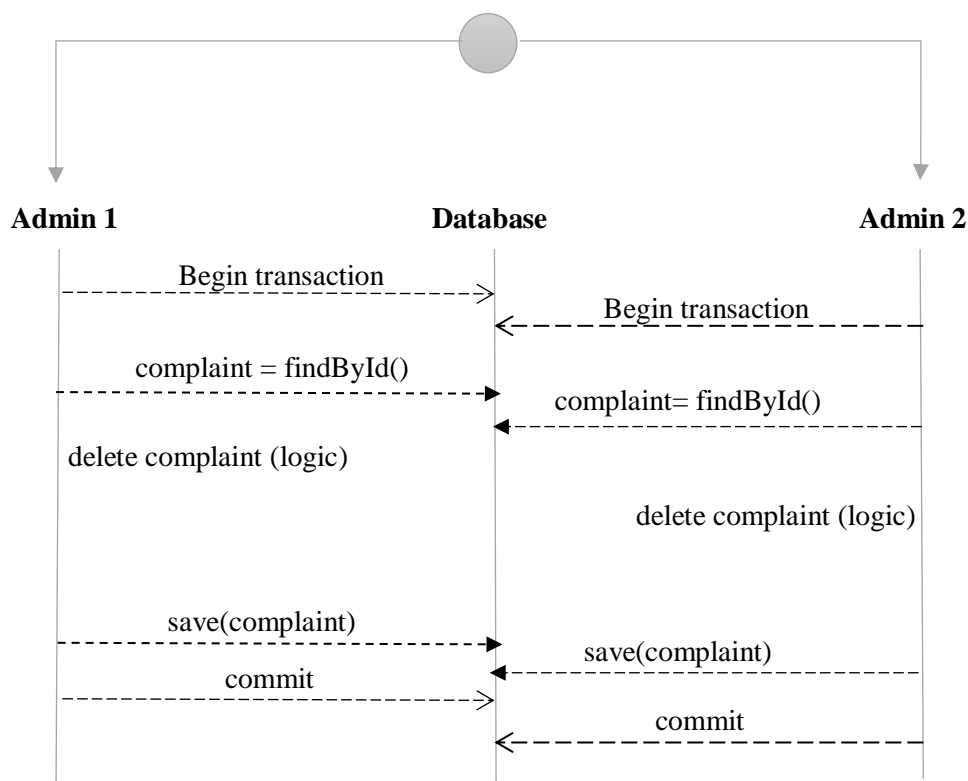 Admin 1
Database
Admin 2
Begin transaction
Begin transaction
complaint = findById()
complaint= findById()
delete complaint (logic)
delete complaint (logic)
save(complaint)
save(complaint)
commit
commit